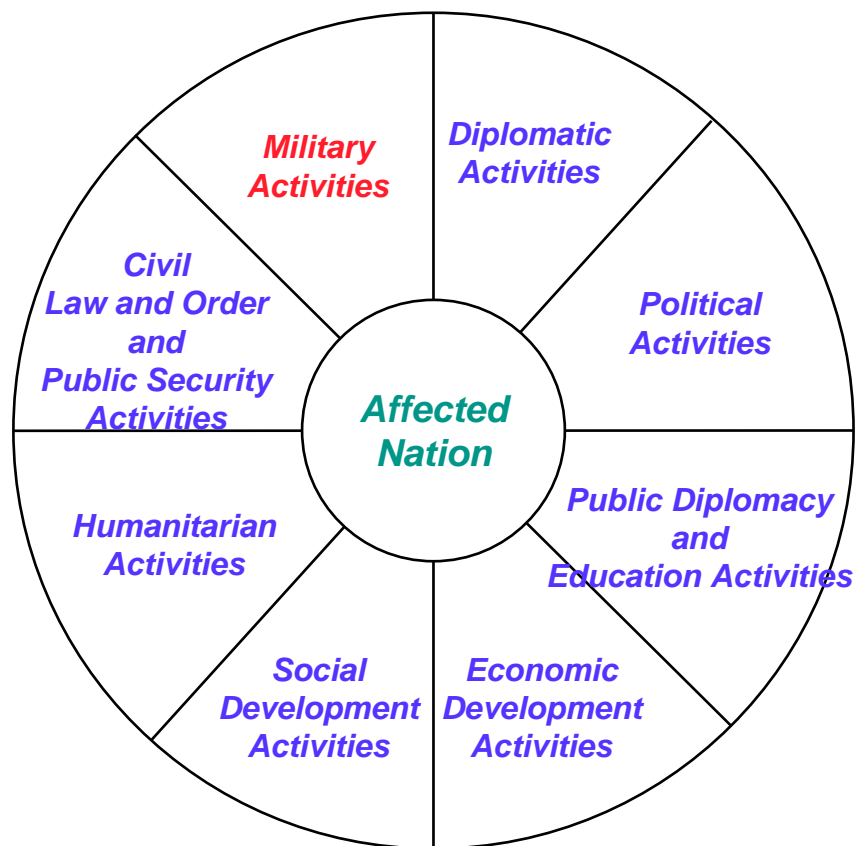 Military
Activities
Diplomatic
Activities
Political
Activities
Public Diplomacy
and
Education Activities
Economic
Development
Activities
Social
Development
Activities
Humanitarian
Activities
Civil
Law and Order
and
Public Security
Activities
Affected
Nation